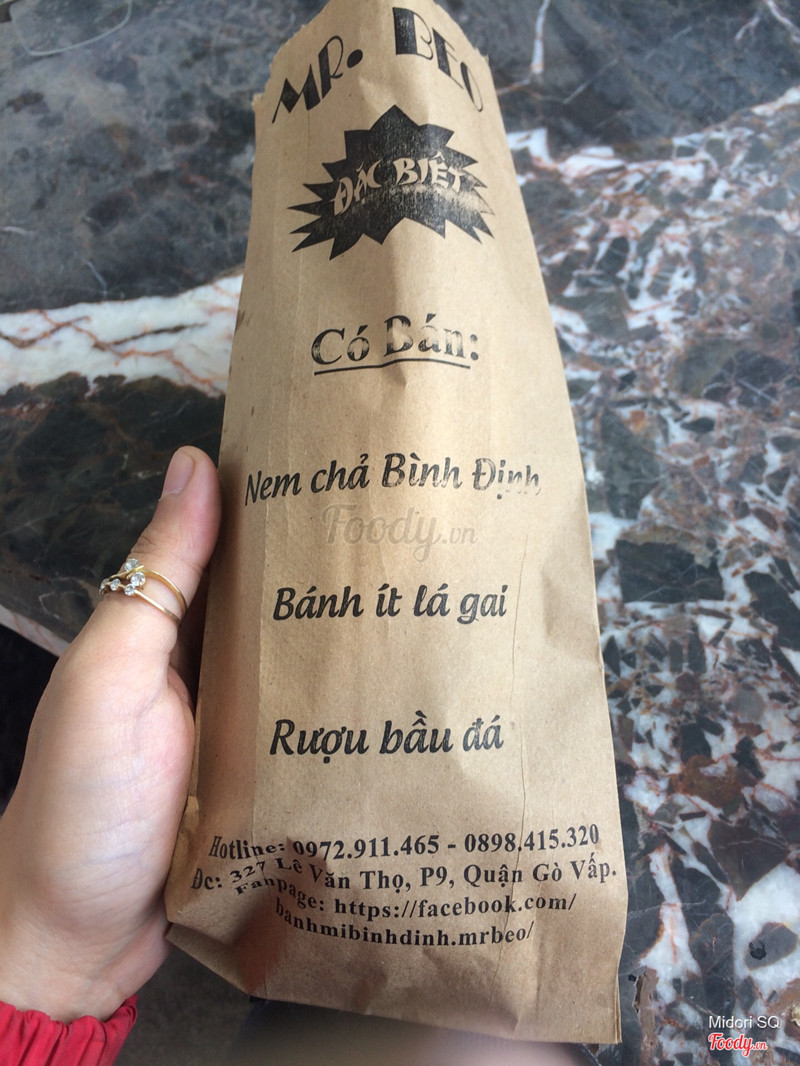 MR. BEO
ĐẶC BIỆT
Có Bán:
Nem chả Bình Định
Foody.vn
Bánh ít lá gai
Rượu bầu đá
Hotline: 0972.911.465 - 0898.415.320
Đc: 327 Lê Văn Thọ, P9, Quận Gò Vấp.
Fanpage: https://facebook.com/
banhmibinhdinh.mrbeo/
Midori SQ
Foody.vn